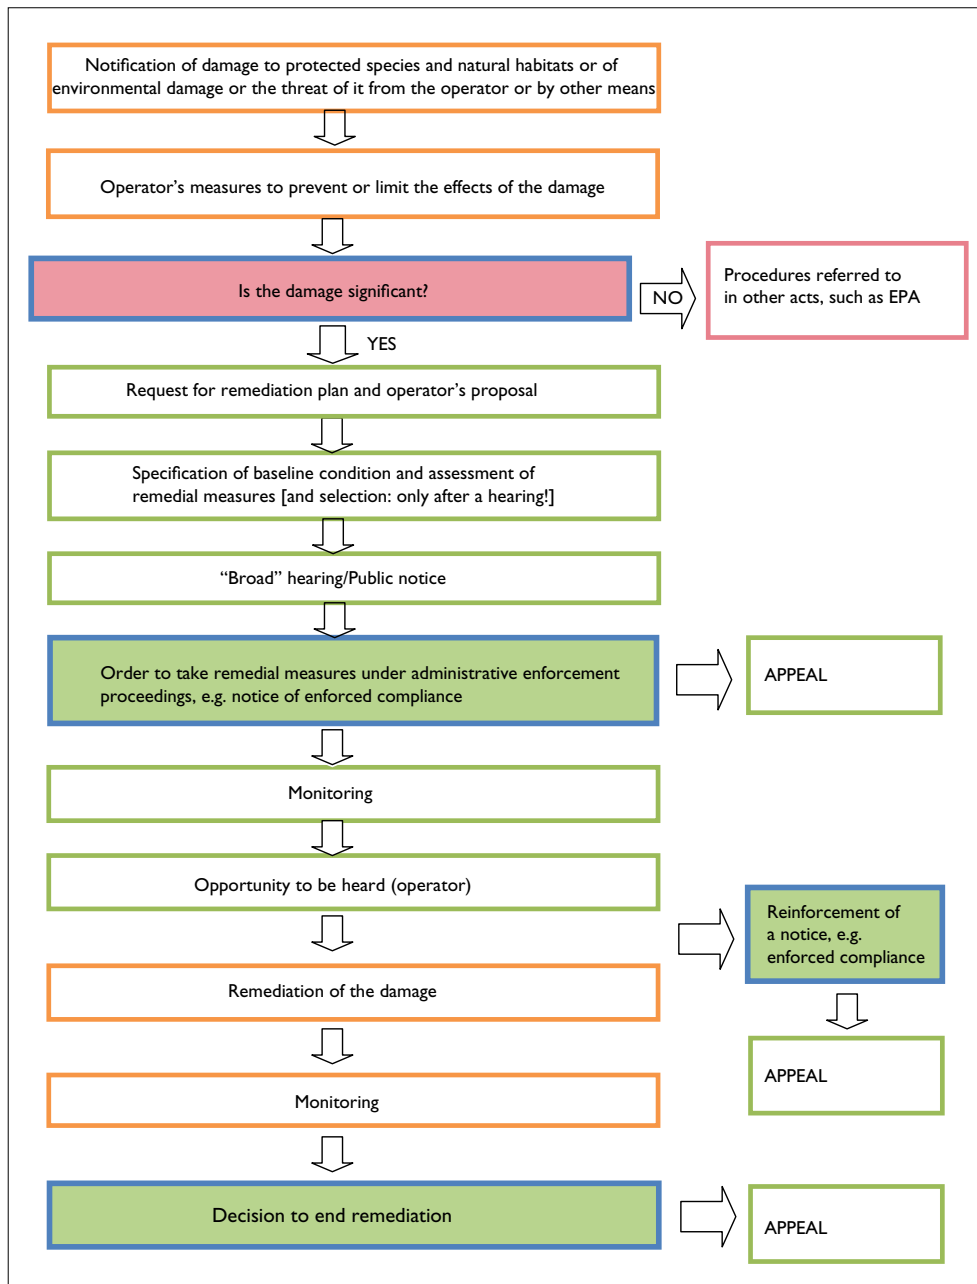 Notification of damage to protected species and natural habitats or of
environmental damage or the threat of it from the operator or by other means
Operator’s measures to prevent or limit the effects of the damage
Is the damage significant?
NO
Procedures referred to
in other acts, such as EPA
YES
Request for remediation plan and operator’s proposal
Specification of baseline condition and assessment of
remedial measures [and selection: only after a hearing!]
“Broad” hearing/Public notice
Order to take remedial measures under administrative enforcement
proceedings, e.g. notice of enforced compliance
APPEAL
Monitoring
Opportunity to be heard (operator)
Reinforcement of
a notice, e.g.
enforced compliance
Remediation of the damage
APPEAL
Monitoring
Decision to end remediation
APPEAL